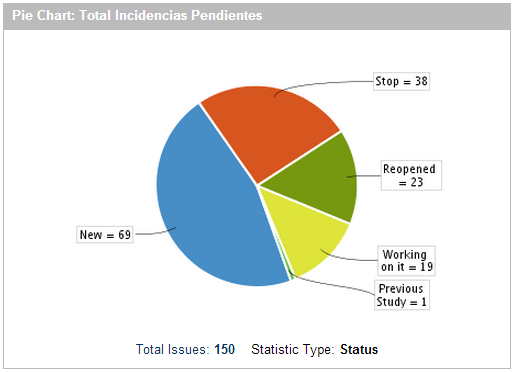 Pie Chart: Total Incidencias Pendientes
Stop = 38
Reopened
= 23
New = 69
Working
on it = 19
Previous
Study = 1
Total Issues: 150 Statistic Type: Status